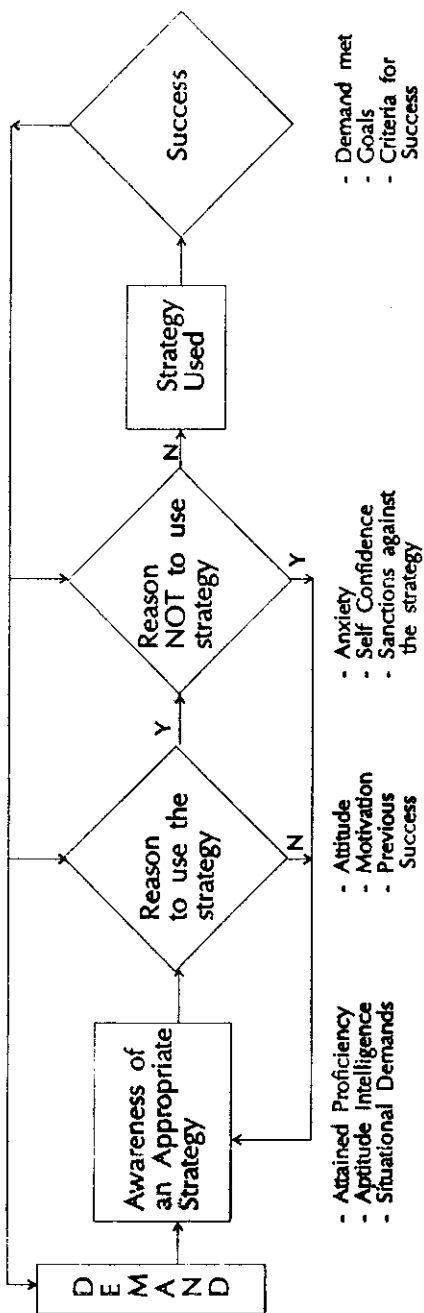 DEMAND
Awareness of
an Appropriate
Strategy
- Attained Proficiency
- Aptitude Intelligence
- Situational Demands
Reason
to use the
strategy
Y
N
- Attitude
- Motivation
- Previous
Success
Reason
NOT to use
strategy
N
Y
- Anxiety
- Self Confidence
- Sanctions against
the strategy
Strategy
Used
Success
- Demand met
- Goals
- Criteria for
Success